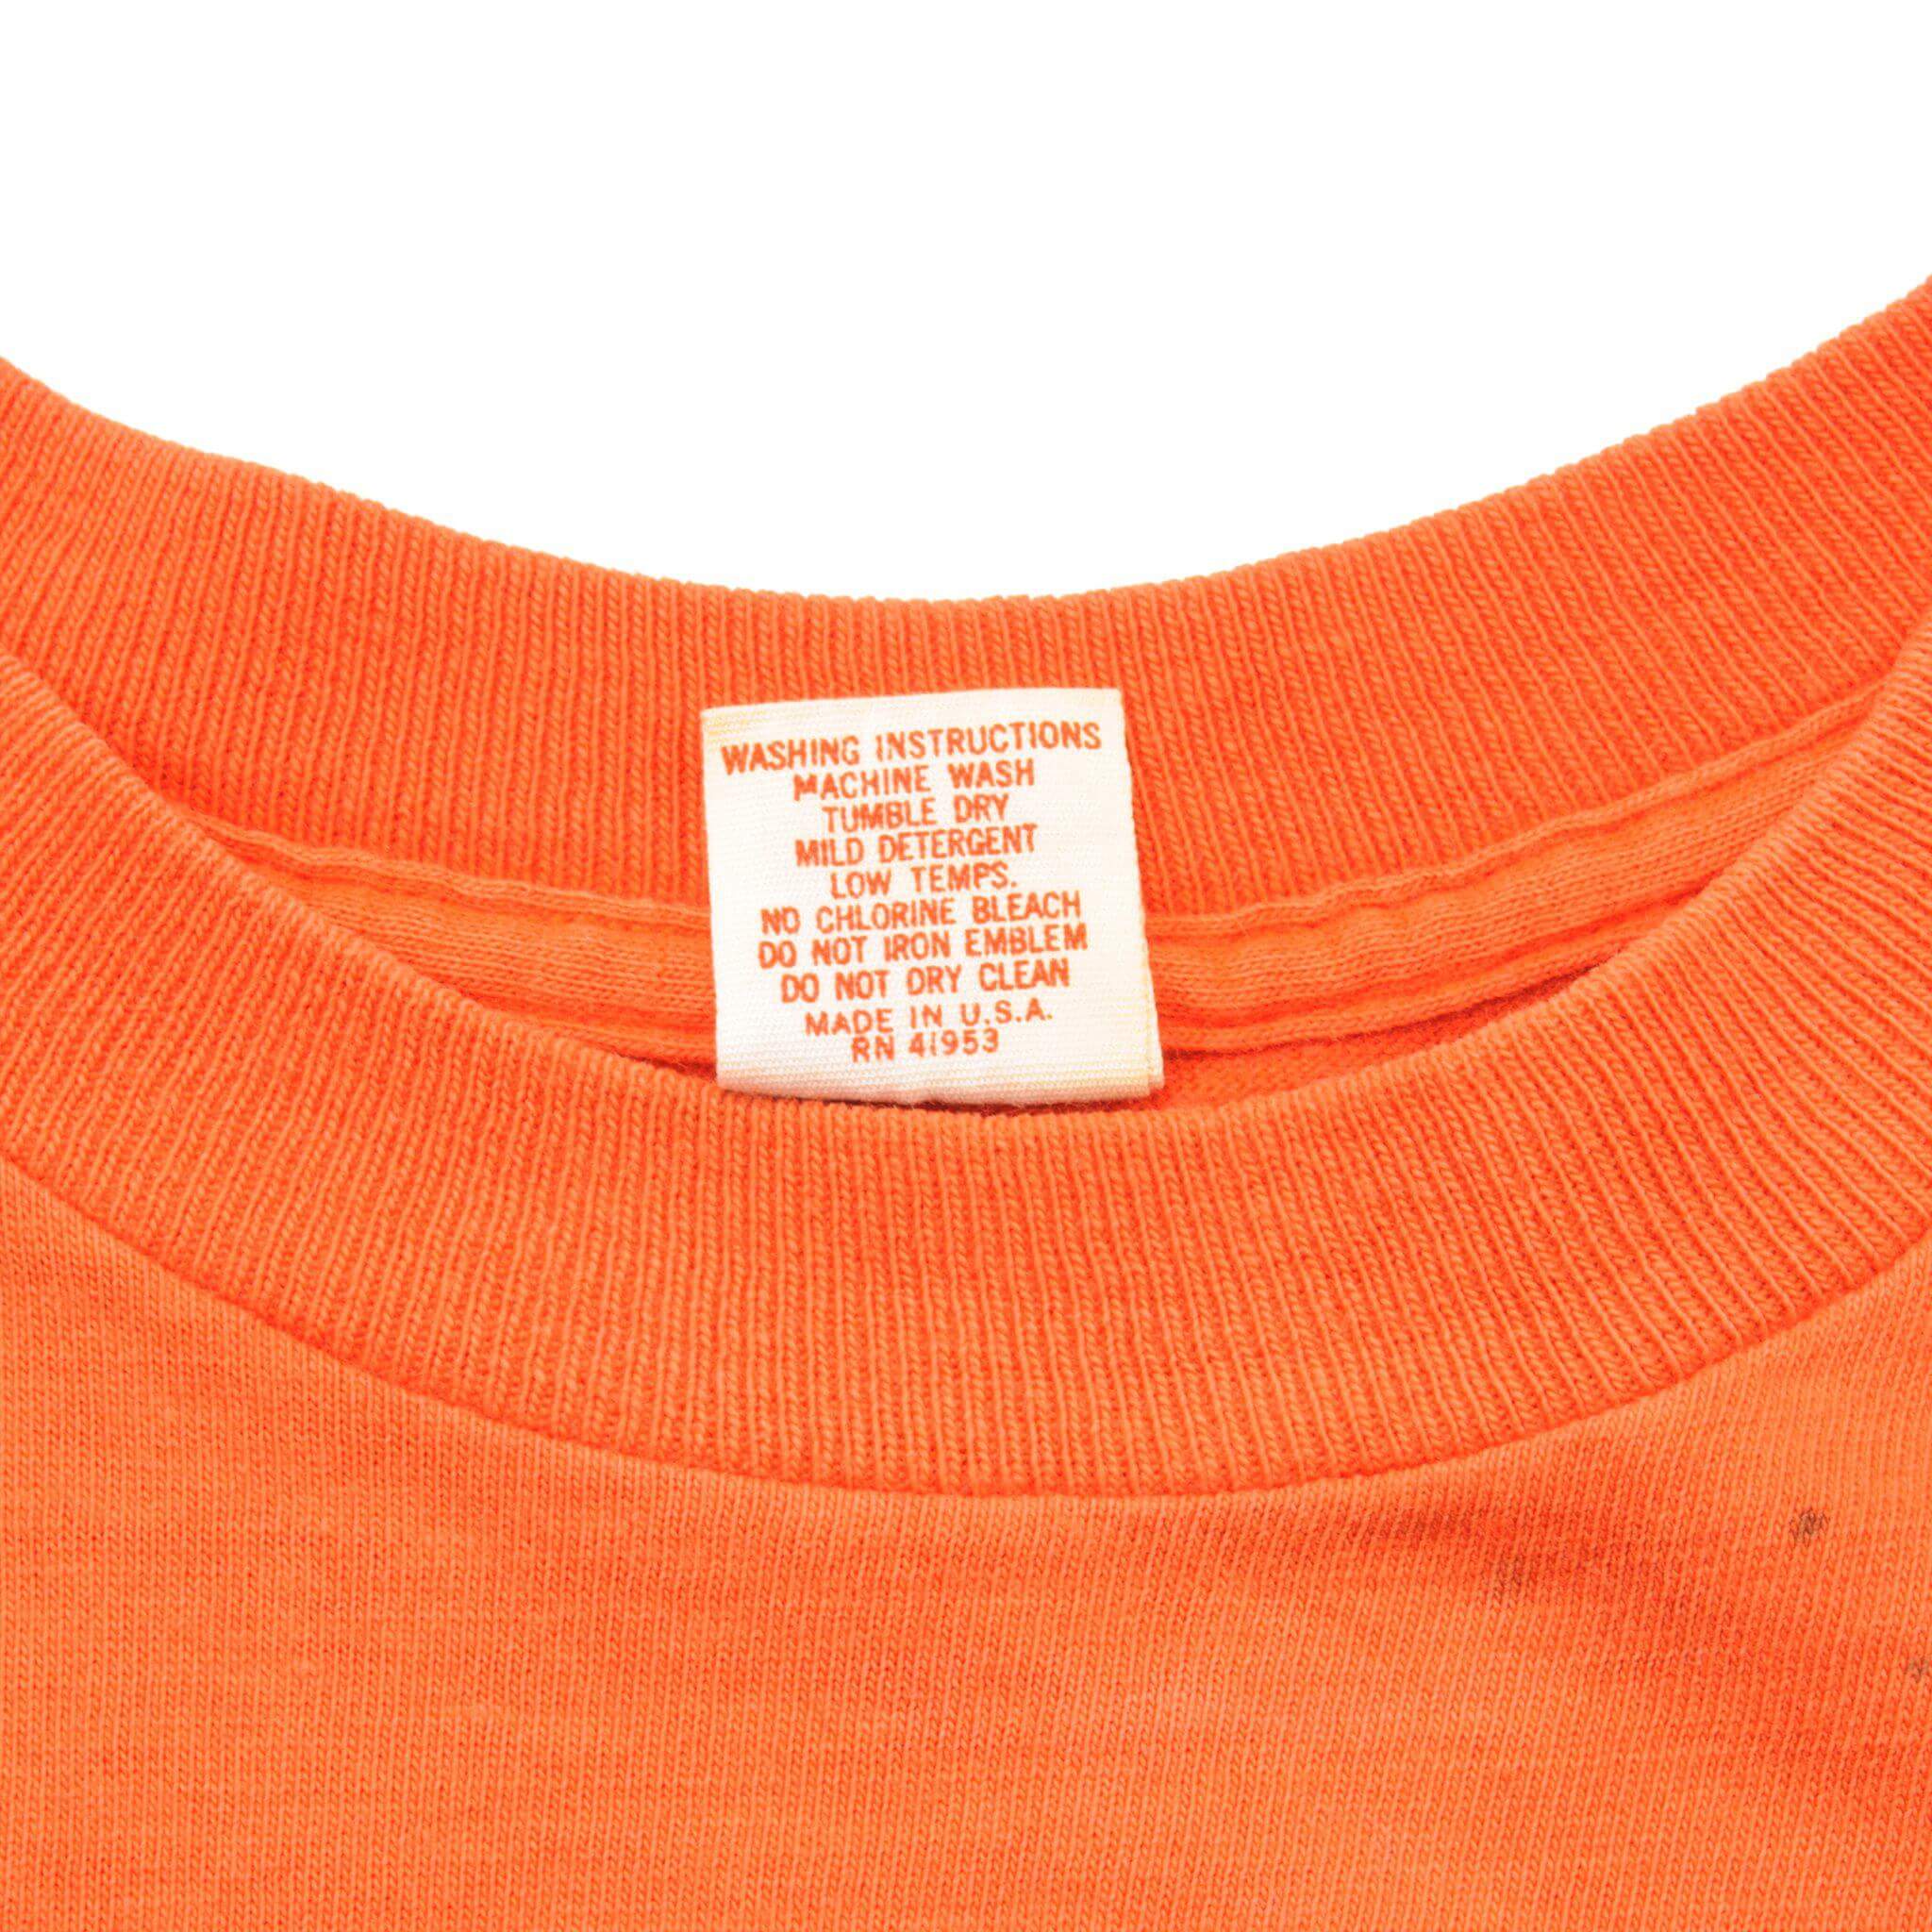 WASHING INSTRUCTIONS
MACHINE WASH
TUMBLE DRY
MILD DETERGENT
LOW TEMPS.
NO CHLORINE BLEACH
DO NOT IRON EMBLEM
DO NOT DRY CLEAN
MADE IN U.S.A.
RN 41953